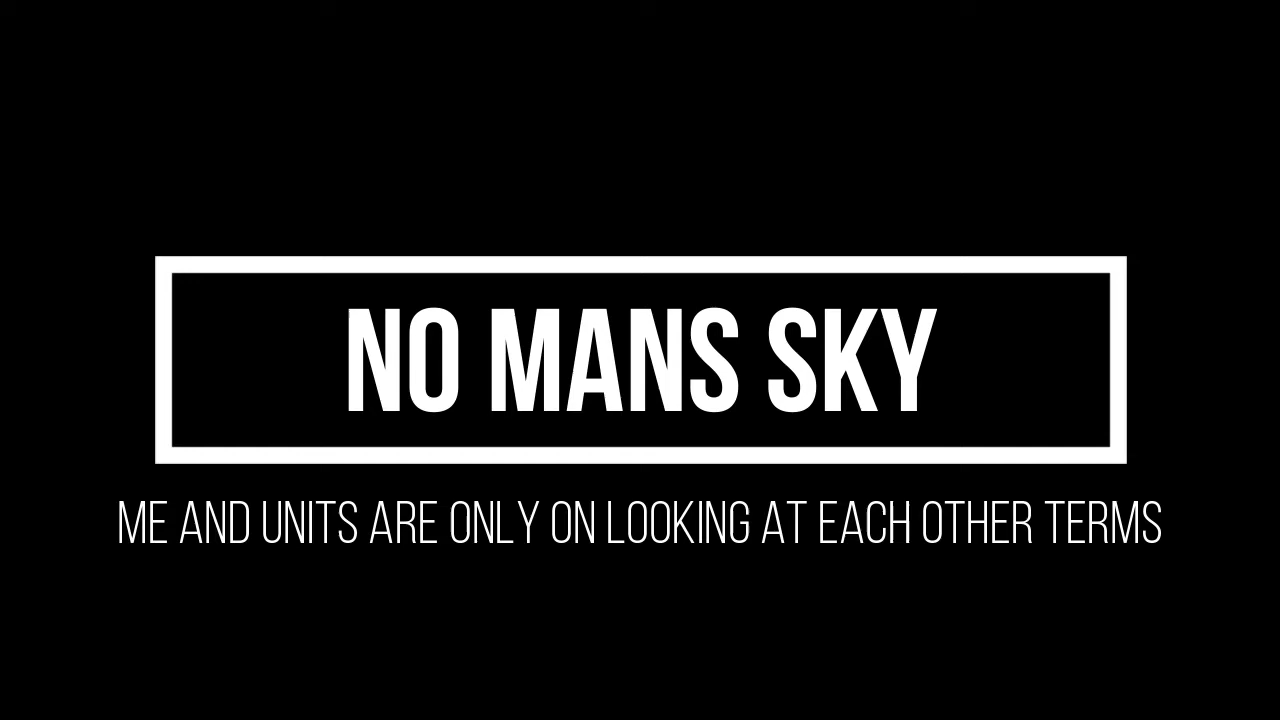 NO MANS SKY
ME AND UNITS ARE ONLY ON LOOKING AT EACH OTHER TERMS